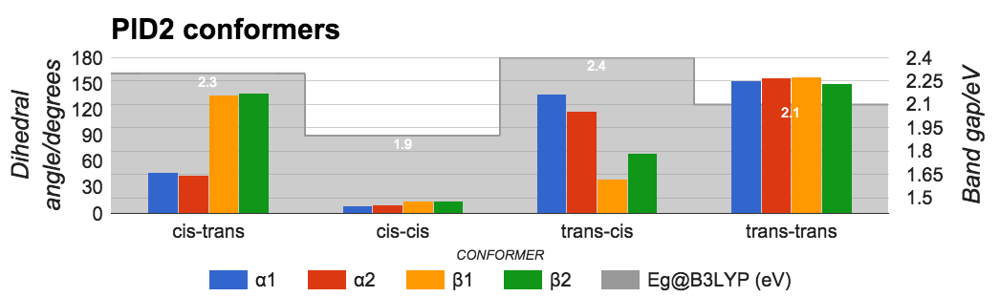 PID2 conformers
Dihedral
angle/degrees
180
150
120
90
60
30
0
2.3
1.9
2.4
2.1
2.4
2.25
2.1
1.95
1.8
1.65
1.5
Band gap/eV
cis-trans cis-cis trans-cis trans-trans
CONFORMER
α1 α2 β1 β2 Eg@B3LYP (eV)